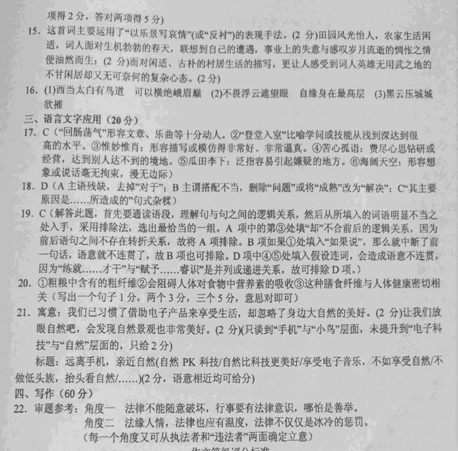 项得2分，答对两项得5分）
15．这首词主要运用了“以乐景写哀情”(或“反衬”)的表现手法。(2分)田园风光怡人，农家生活闲
适，词人面对生机勃勃的春天，联想到自己的遭遇，事业上的失意与感叹岁月流逝的惆怅之情
便油然而生；(2分)而对闲适、古朴的村居生活的描写，更让人感受到词人英雄无用武之地的
不甘闲居却又无可奈何的复杂心态。(2分)
16．(1)西当太白有鸟道 可以横绝峨眉巅 (2)不畏浮云遮望眼 自缘身在最高层 (3)黑云压城城
欲摧
三、语言文字应用（20分）
17．C（“回肠荡气”形容文章、乐曲等十分动人。②“登堂入室”比喻学问或技能从浅到深达到很
高的水平。③惟妙惟肖：形容描写或模仿得非常好、非常逼真。④苦心孤诣：费尽心思钻研或
经营，达到别人达不到的境地。⑤瓜田李下：泛指容易引起嫌疑的地方。⑥海阔天空：形容想
象或说话毫无拘束，漫无边际）
18．D（A主语残缺，去掉“对于”；B主谓搭配不当，删除“问题”或将“成熟”改为“解决”；C“其主要
原因是……所造成的”句式杂糅）
19．C（解答此题，首先要通读语段，理解句与句之间的逻辑关系，然后从所填入的词语明显不当之
处入手，采用排除法，选出最恰当的一组。A项中的第③处填“却”不合前后的逻辑关系，因为
前后语句之间不存在转折关系，故将A项排除。B项如果①处填入“如果说”，那么就中断了前
一句话，语意就不连贯了，故B项也可排除。D项中④⑤处填入假设连词，会造成语意不连贯，
因为“练就……才干”与“赋予……睿识”是并列或递进关系，故可排除D项。）
20．①粗粮中含有的粗纤维②会阻碍人体对食物中营养素的吸收③这种膳食纤维与人体健康密切相
关（写出一个句子1分，两个3分，三个5分，意思对即可）
21．寓意：我们已习惯了借助电子产品来享受生活，却忽略了身边大自然的美好。(2分)让我们放
眼自然吧，会发现自然景观也非常美好。(2分)(只谈到“手机”与“小鸟”层面，未提升到“电子科
技”与“自然”层面的，只给2分)
标题：远离手机，亲近自然(自然PK科技/自然比科技更美好/享受电子音乐，不如享受自然/不
做低头族，抬头看自然/……)(2分，语意相近均可给分)
四、写作（60分）
22．审题参考：角度一 法律不能随意破坏，行事要有法律意识，哪怕是善举。
角度二 法缘人情，法律也应有温度，法律不仅仅是冰冷的惩罚。
（每一个角度又可从执法者和“违法者”两面确定立意）